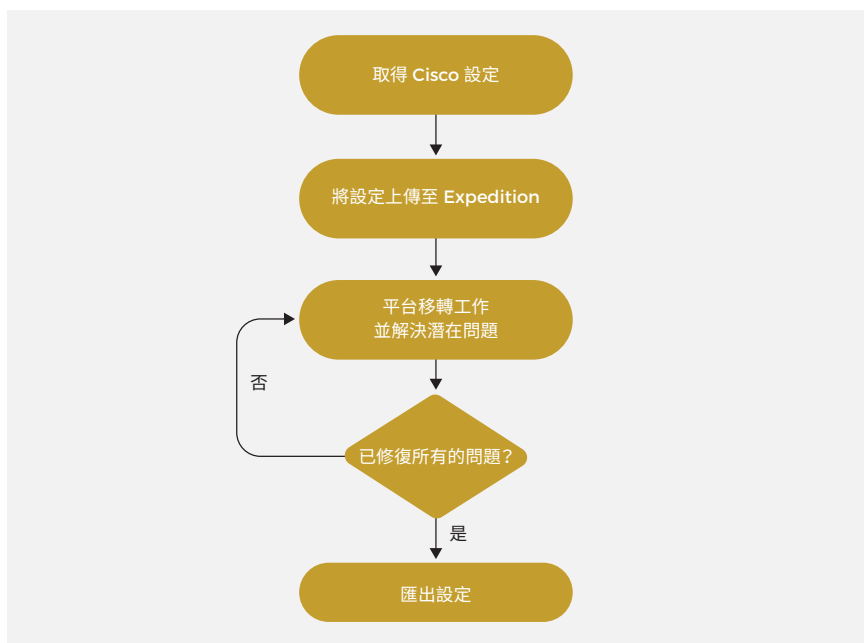 取得 Cisco 設定
將設定上傳至 Expedition
平台移轉工作
並解決潛在問題
否
已修復所有的問題？
是
匯出設定